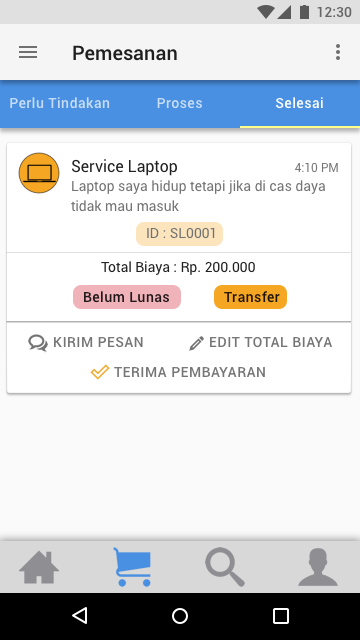 12:30
Pemesanan
Perlu Tindakan Proses Selesai
Service Laptop 4:10 PM
Laptop saya hidup tetapi jika di cas daya
tidak mau masuk
ID : SL0001
Total Biaya : Rp. 200.000
Belum Lunas Transfer
KIRIM PESAN EDIT TOTAL BIAYA
TERIMA PEMBAYARAN